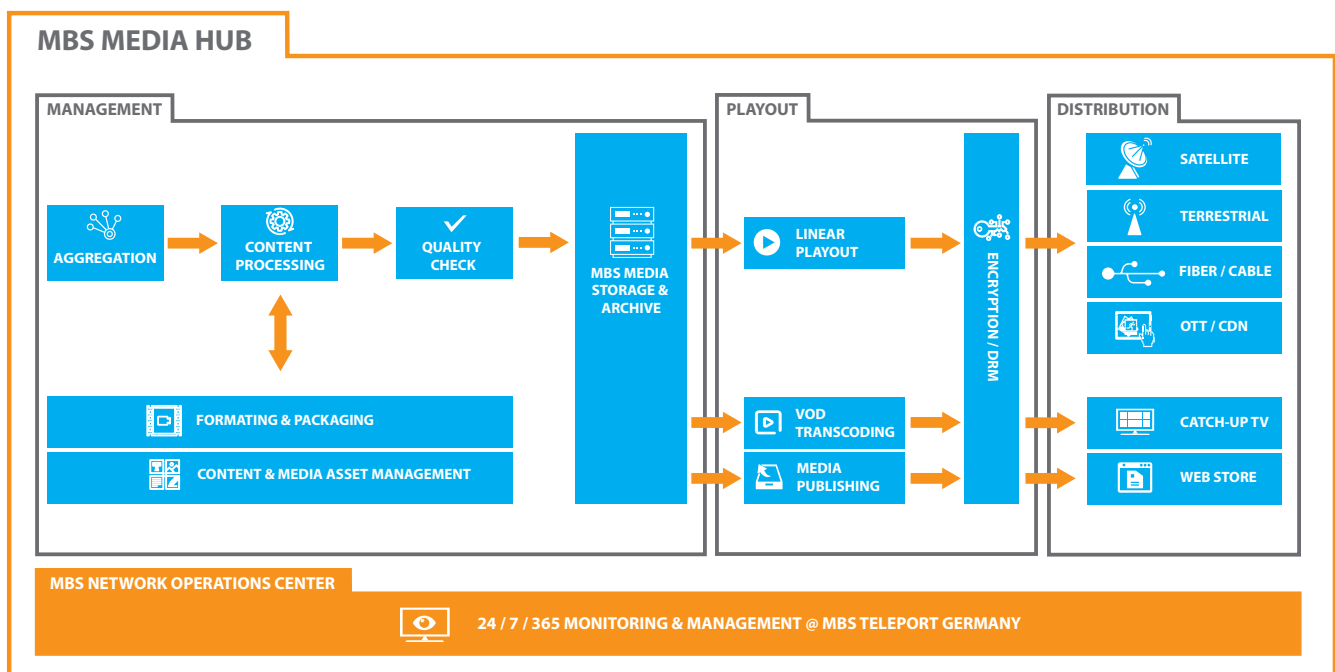 MBS MEDIA HUB
MANAGEMENT
AGGREGATION
CONTENT
PROCESSING
QUALITY
CHECK
MBS MEDIA
STORAGE &
ARCHIVE
FORMATING & PACKAGING
CONTENT & MEDIA ASSET MANAGEMENT
PLAYOUT
LINEAR
PLAYOUT
VOD
TRANSCODING
MEDIA
PUBLISHING
ENCRYPTION / DRM
DISTRIBUTION
SATELLITE
TERRESTRIAL
FIBER / CABLE
OTT / CDN
CATCH-UP TV
WEB STORE
MBS NETWORK OPERATIONS CENTER
24 / 7 / 365 MONITORING & MANAGEMENT @ MBS TELEPORT GERMANY